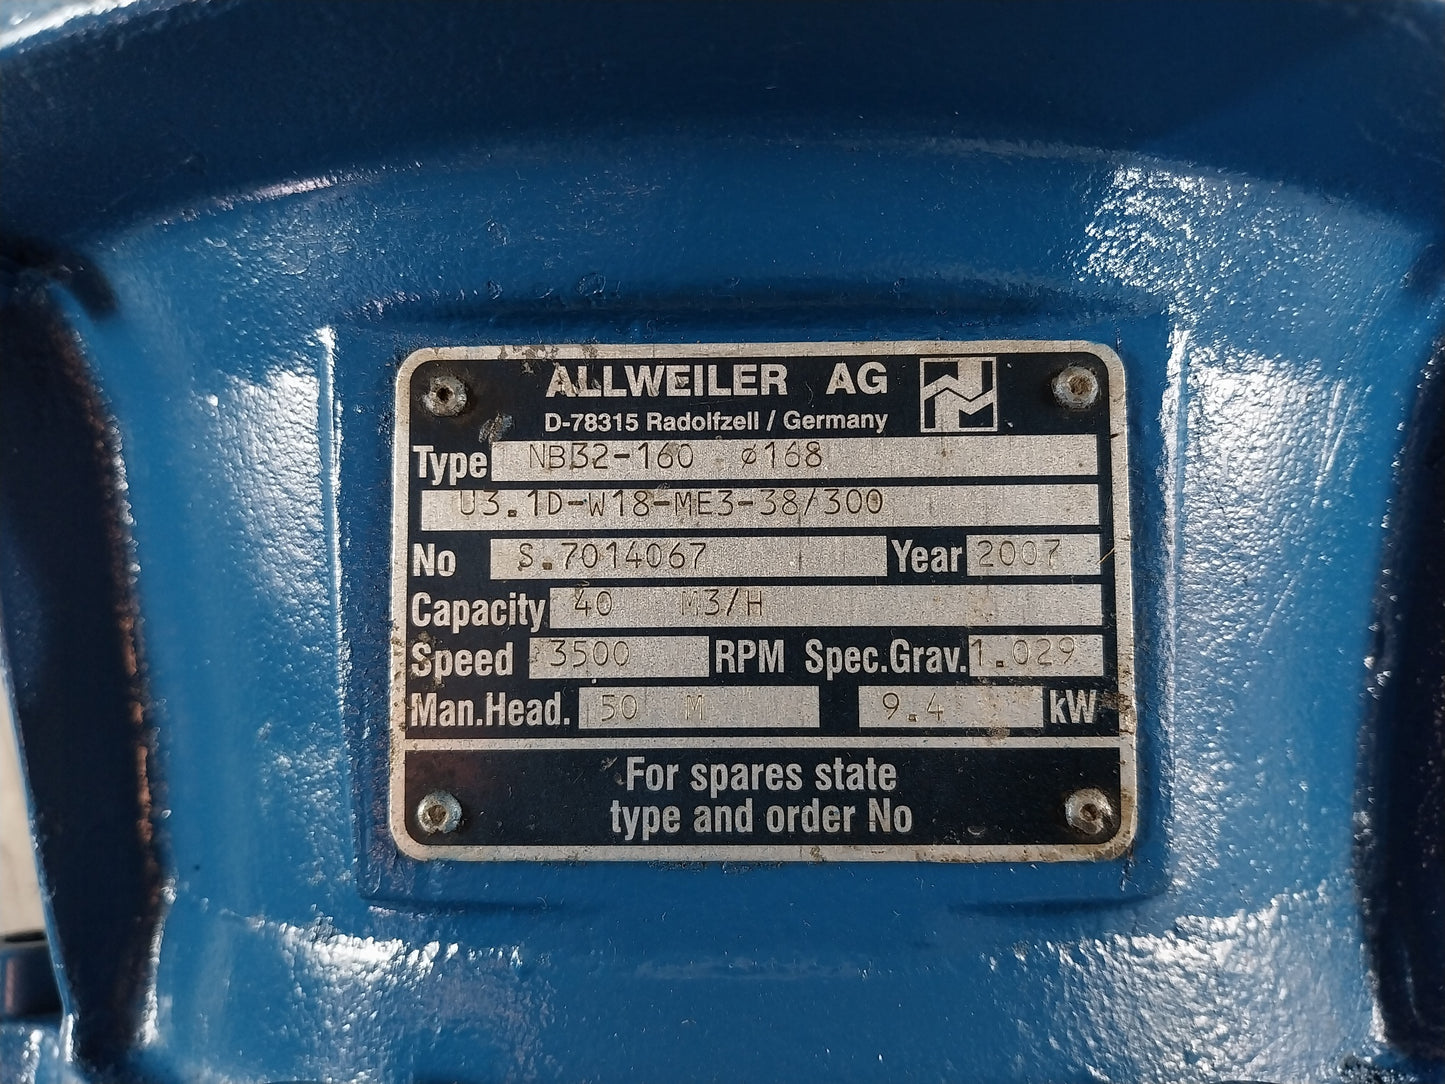 ALLWEILER AG
D-78315 Radolfzell / Germany
Type NB32-160 ø168
U3.1D-W18-ME3-38/300
No S.7014067 Year 2007
Capacity 40 M3/H
Speed 3500 RPM Spec.Grav. 1.029
Man.Head. 50 M 9.4 kW
For spares state
type and order No